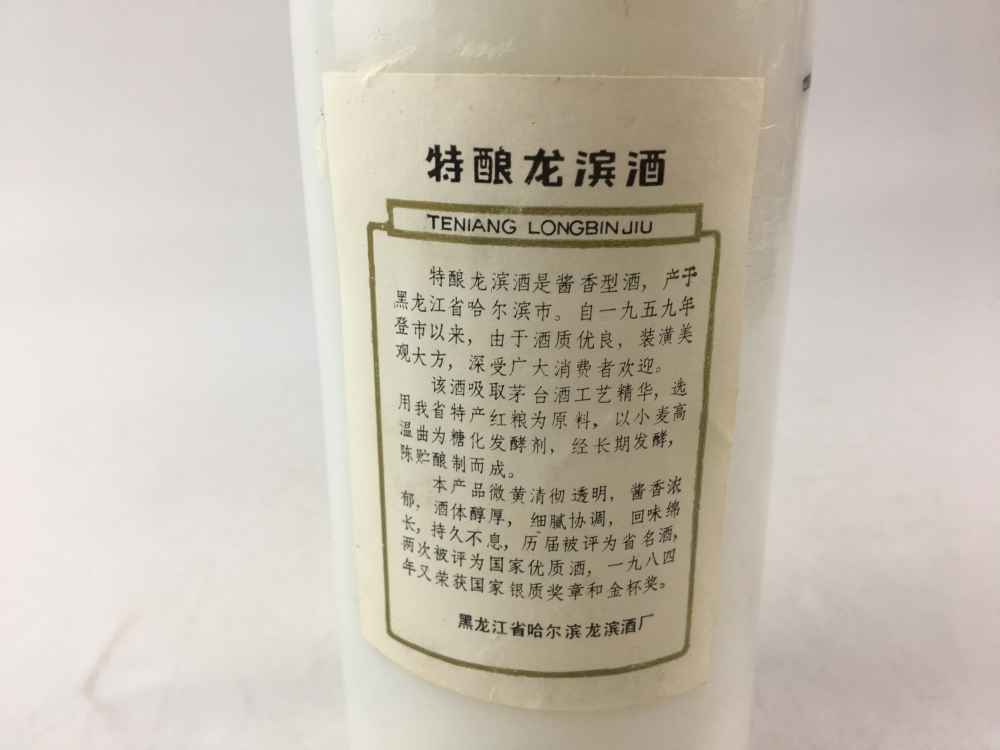 特酿龙滨酒
TENIANG LONGBINJIU
特酿龙滨酒是酱香型酒，产于
黑龙江省哈尔滨市。自一九五九年
登市以来，由于酒质优良，装潢美
观大方，深受广大消费者欢迎。
该酒吸取茅台酒工艺精华，选
用我省特产红粮为原料，以小麦高
温曲为糖化发酵剂，经长期发酵，
陈贮酿制而成。
本产品微黄清彻透明，酱香浓
郁，酒体醇厚，细腻协调，回味绵
长，持久不息，历届被评为省名酒，
两次被评为国家优质酒，一九八四
年又荣获国家银质奖章和金杯奖。
黑龙江省哈尔滨龙滨酒厂